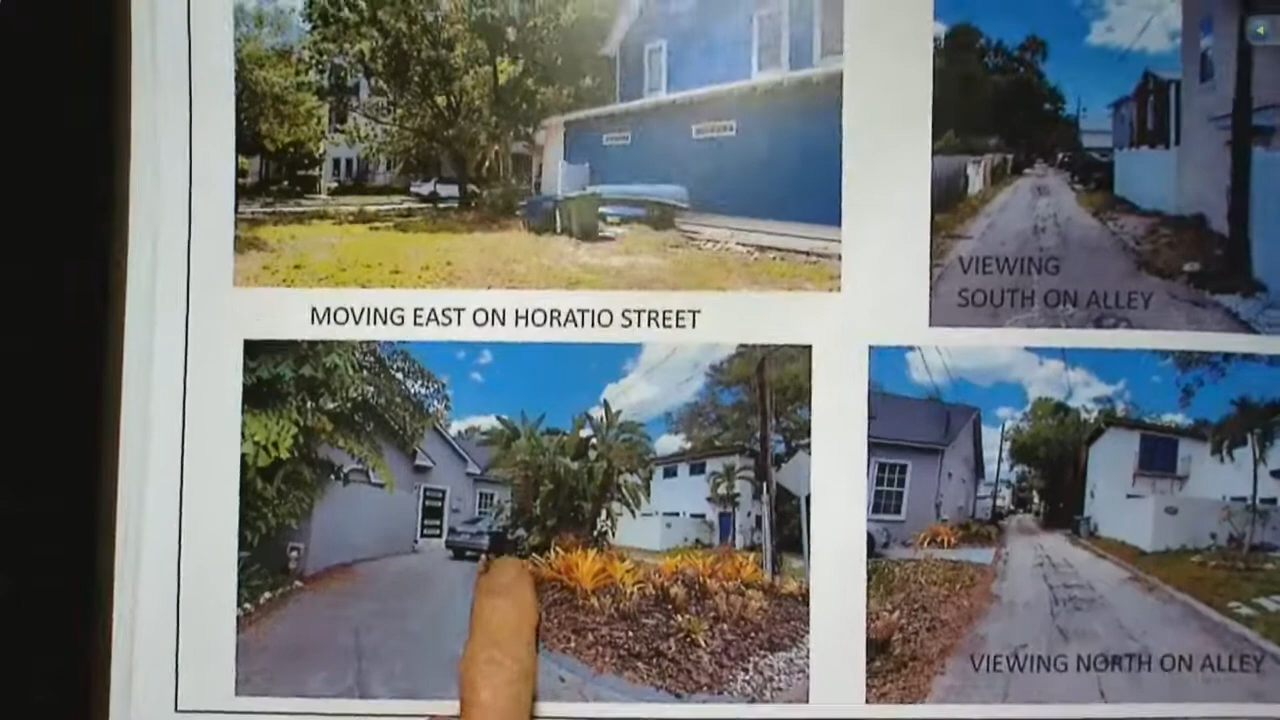 MOVING EAST ON HORATIO STREET
VIEWING
SOUTH ON ALLEY
VIEWING NORTH ON ALLEY